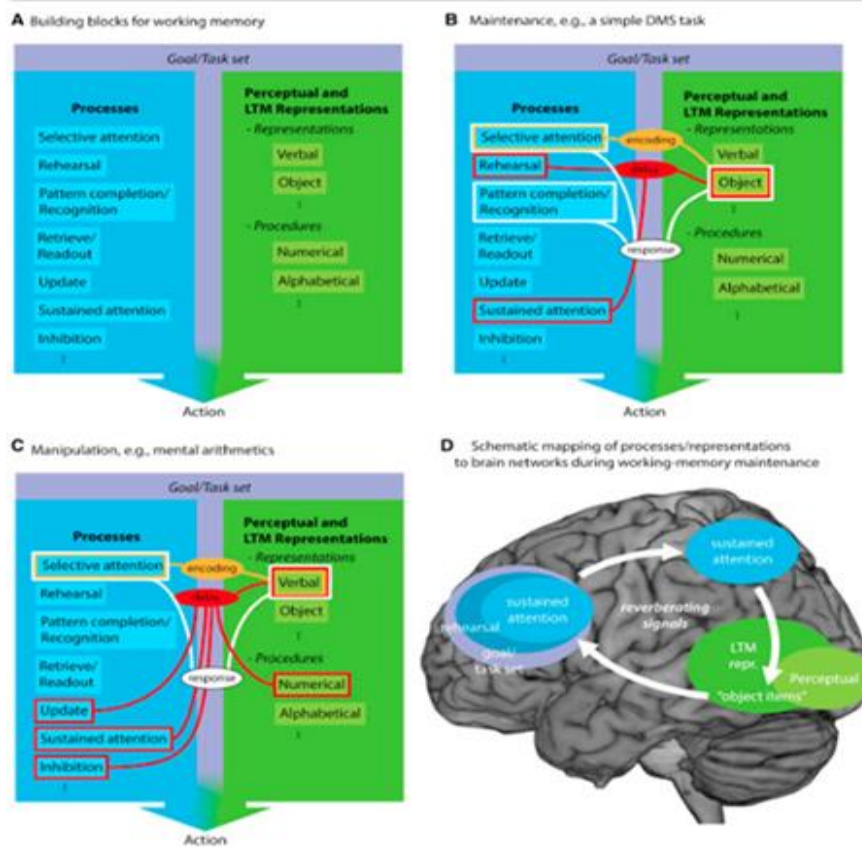 A Building blocks for working memory
Goal/Task set
Processes
Selective attention
Rehearsal
Pattern completion/
Recognition
Retrieve/
Readout
Update
Sustained attention
Inhibition
Perceptual and
LTM Representations
- Representations
Verbal
Object
- Procedures
Numerical
Alphabetical
Action
B Maintenance, e.g., a simple DMS task
Goal/Task set
Processes
Selective attention
Rehearsal
Pattern completion/
Recognition
Retrieve/
Readout
Update
Sustained attention
Inhibition
encoding
delay
response
Perceptual and
LTM Representations
- Representations
Verbal
Object
- Procedures
Numerical
Alphabetical
Action
C Manipulation, e.g., mental arithmetics
Goal/Task set
Processes
Selective attention
Rehearsal
Pattern completion/
Recognition
Retrieve/
Readout
Update
Sustained attention
Inhibition
encoding
delay
response
Perceptual and
LTM Representations
- Representations
Verbal
Object
- Procedures
Numerical
Alphabetical
Action
D Schematic mapping of processes/representations
to brain networks during working-memory maintenance
sustained
attention
sustained
attention
rehearsal
goal/
task set
reverberating
signals
LTM
repr.
Perceptual
"object items"